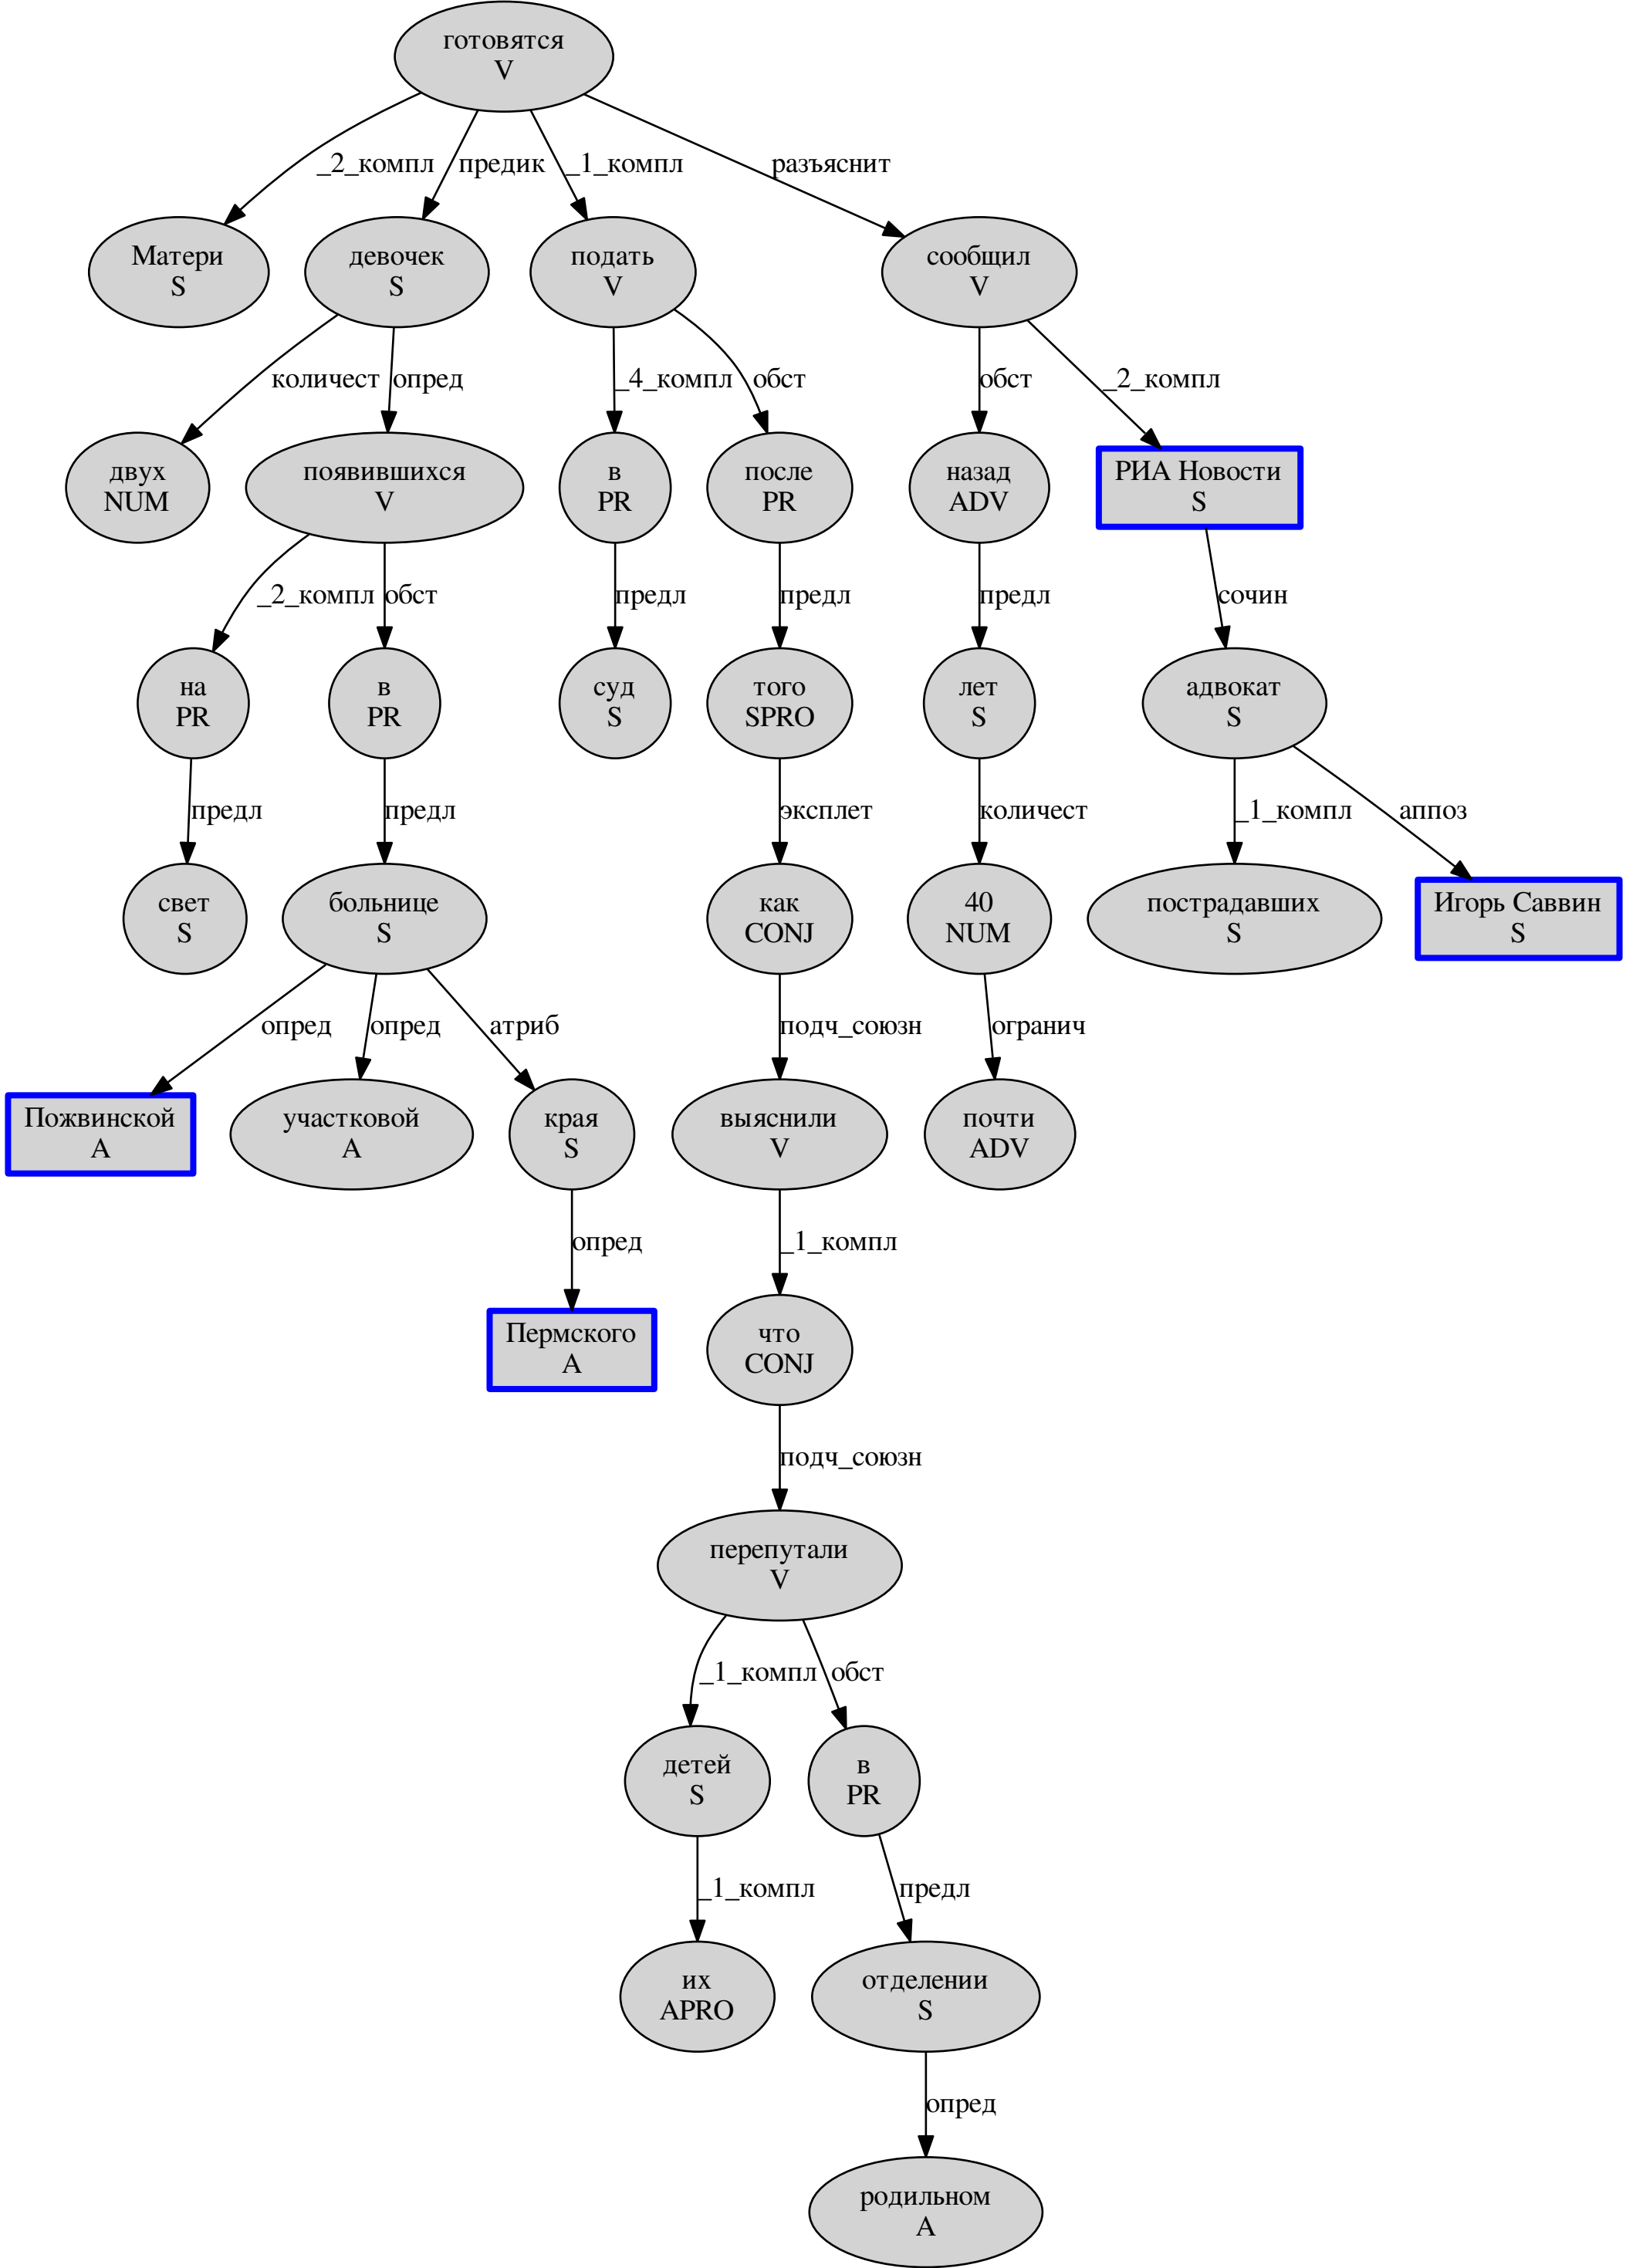 готовятся
V
_2_компл
предик
_1_компл
разъяснит
Матери
S
девочек
S
подать
V
сообщил
V
количест
опред
_4_компл
обст
обст
_2_компл
двух
NUM
появившихся
V
в
PR
после
PR
назад
ADV
РИА Новости
S
_2_компл
обст
предл
предл
предл
сочин
на
PR
в
PR
суд
S
того
SPRO
лет
S
адвокат
S
предл
предл
эксплет
количест
_1_компл
аппоз
свет
S
больнице
S
как
CONJ
40
NUM
пострадавших
S
Игорь Саввин
S
опред
опред
атриб
подч_союзн
огранич
Пожвинской
A
участковой
A
края
S
выяснили
V
почти
ADV
опред
_1_компл
Пермского
A
что
CONJ
подч_союзн
перепутали
V
_1_компл
обст
детей
S
в
PR
_1_компл
предл
их
APRO
отделении
S
опред
родильном
A